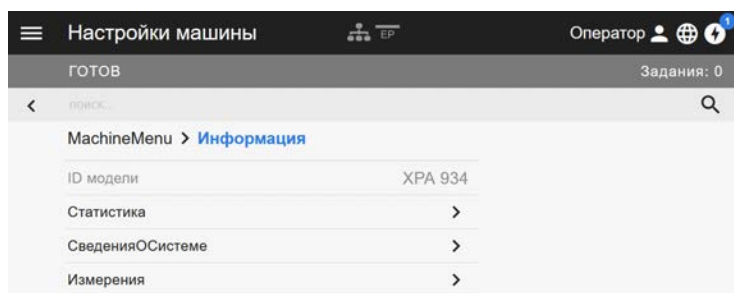 Настройки машины EP Оператор 1
ГОТОВ Задания: 0
поиск...
MachineMenu > Информация
ID модели XPA 934
Статистика
СведенияОСистеме
Измерения